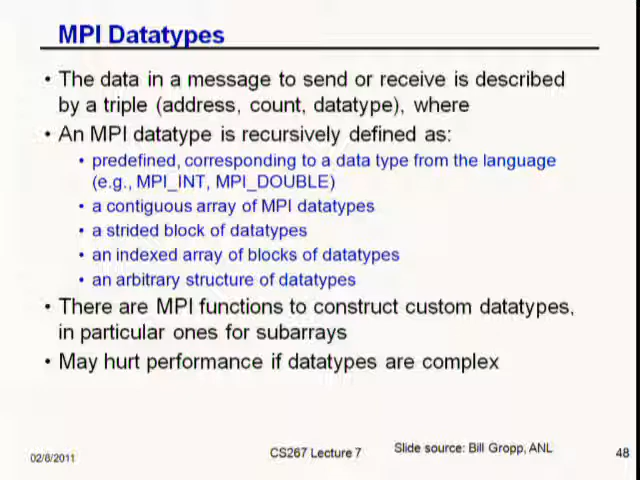 MPI Datatypes
• The data in a message to send or receive is described
by a triple (address, count, datatype), where
• An MPI datatype is recursively defined as:
• predefined, corresponding to a data type from the language
(e.g., MPI_INT, MPI_DOUBLE)
• a contiguous array of MPI datatypes
• a strided block of datatypes
• an indexed array of blocks of datatypes
• an arbitrary structure of datatypes
• There are MPI functions to construct custom datatypes,
in particular ones for subarrays
• May hurt performance if datatypes are complex
02/8/2011
CS267 Lecture 7
Slide source: Bill Gropp, ANL
48